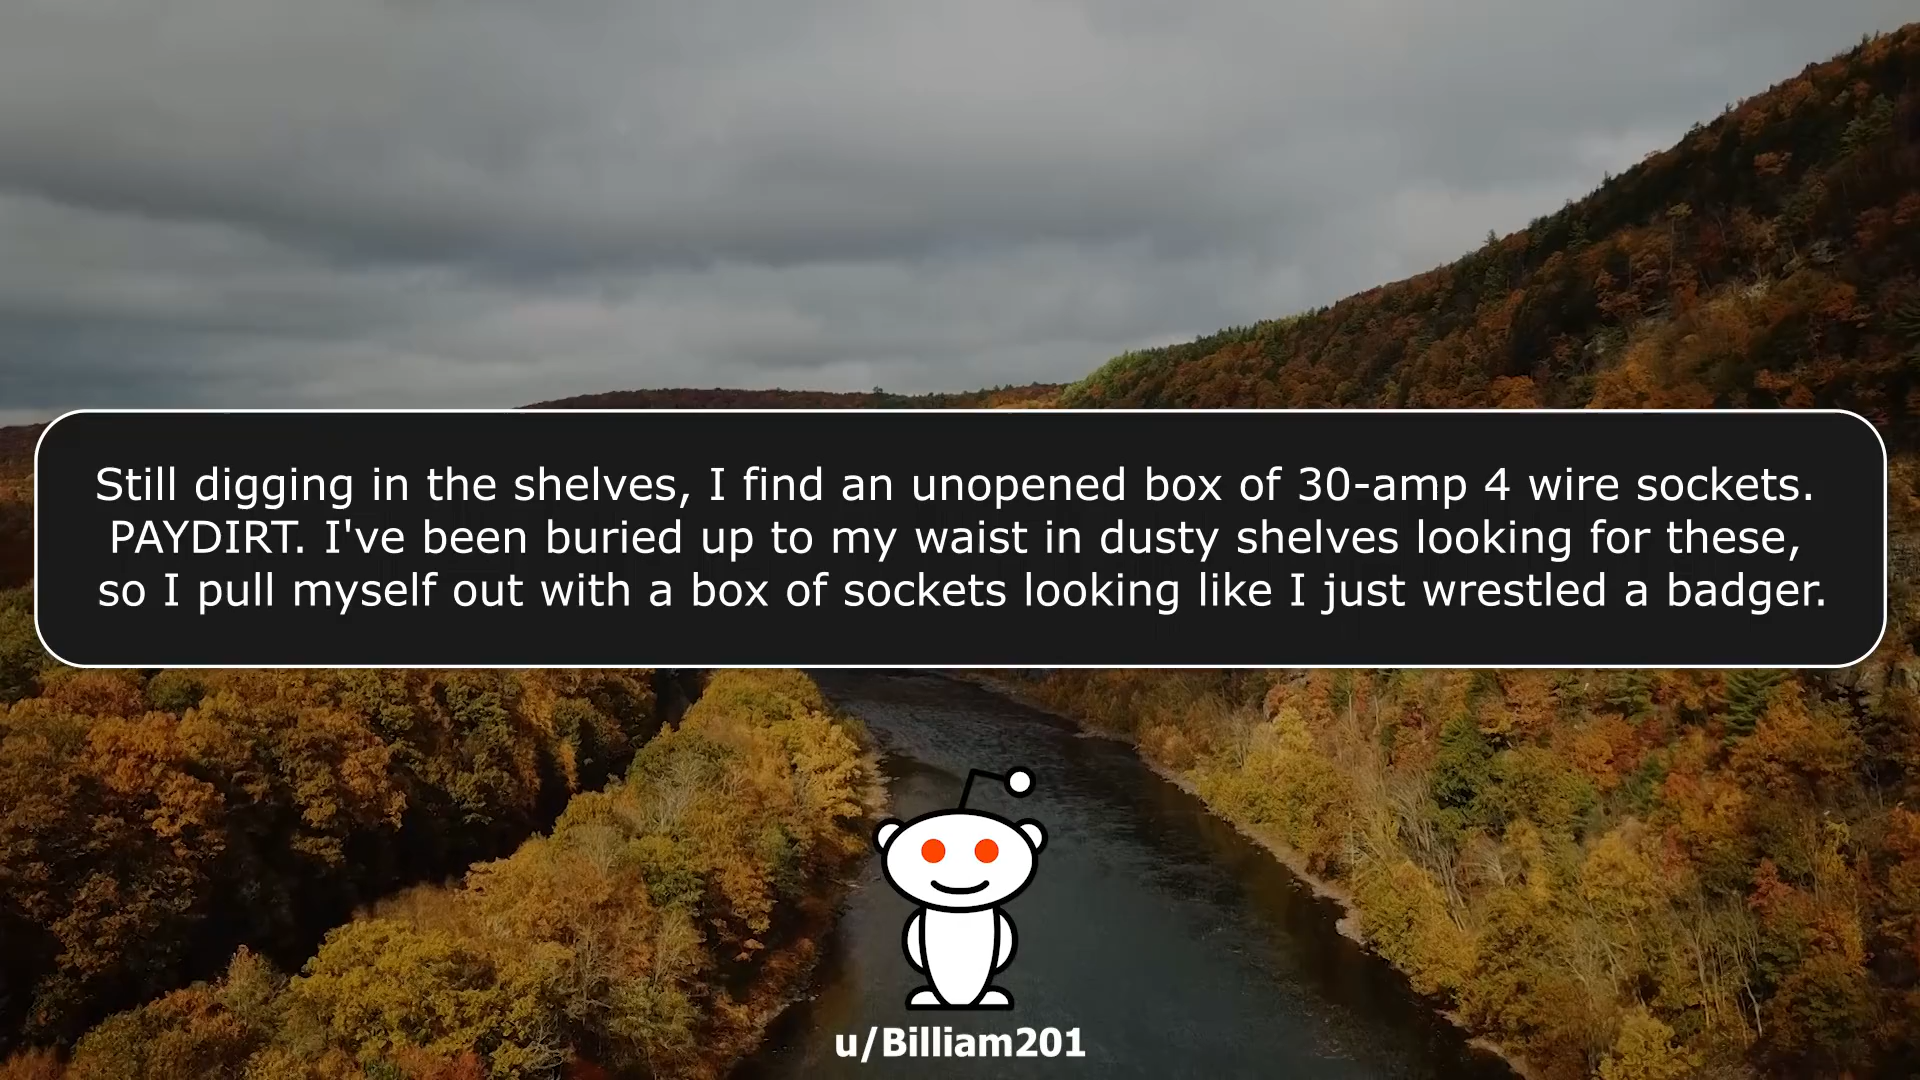 Still digging in the shelves, I find an unopened box of 30-amp 4 wire sockets.
PAYDIRT. I've been buried up to my waist in dusty shelves looking for these,
so I pull myself out with a box of sockets looking like I just wrestled a badger.
u/Billiam201